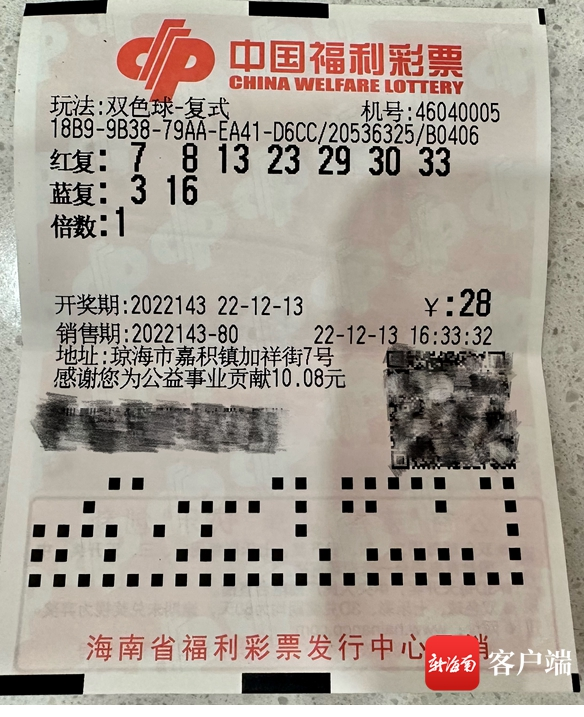 中国福利彩票
CHINA WELFARE LOTTERY
玩法:双色球-复式 机号:46040005
18B9-9B38-79AA-EA41-D6CC/20536325/B0406
红复: 7 8 13 23 29 30 33
蓝复: 3 16
倍数:1
开奖期:2022143 22-12-13 ¥:28
销售期:2022143-80 22-12-13 16:33:32
地址:琼海市嘉积镇加祥街7号
感谢您为公益事业贡献10.08元
海南省福利彩票发行中心 销
新海南 客户端